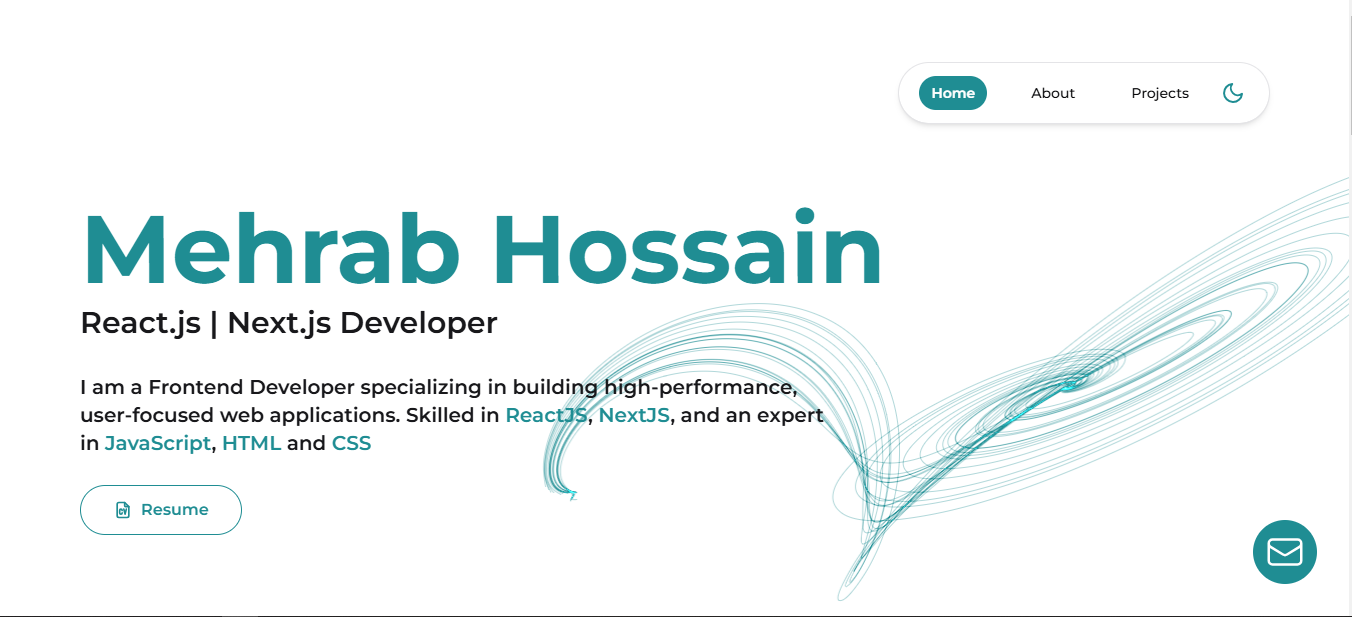 Home About Projects
Mehrab Hossain
React.js | Next.js Developer
I am a Frontend Developer specializing in building high-performance,
user-focused web applications. Skilled in ReactJS, NextJS, and an expert
in JavaScript, HTML and CSS
CV Resume